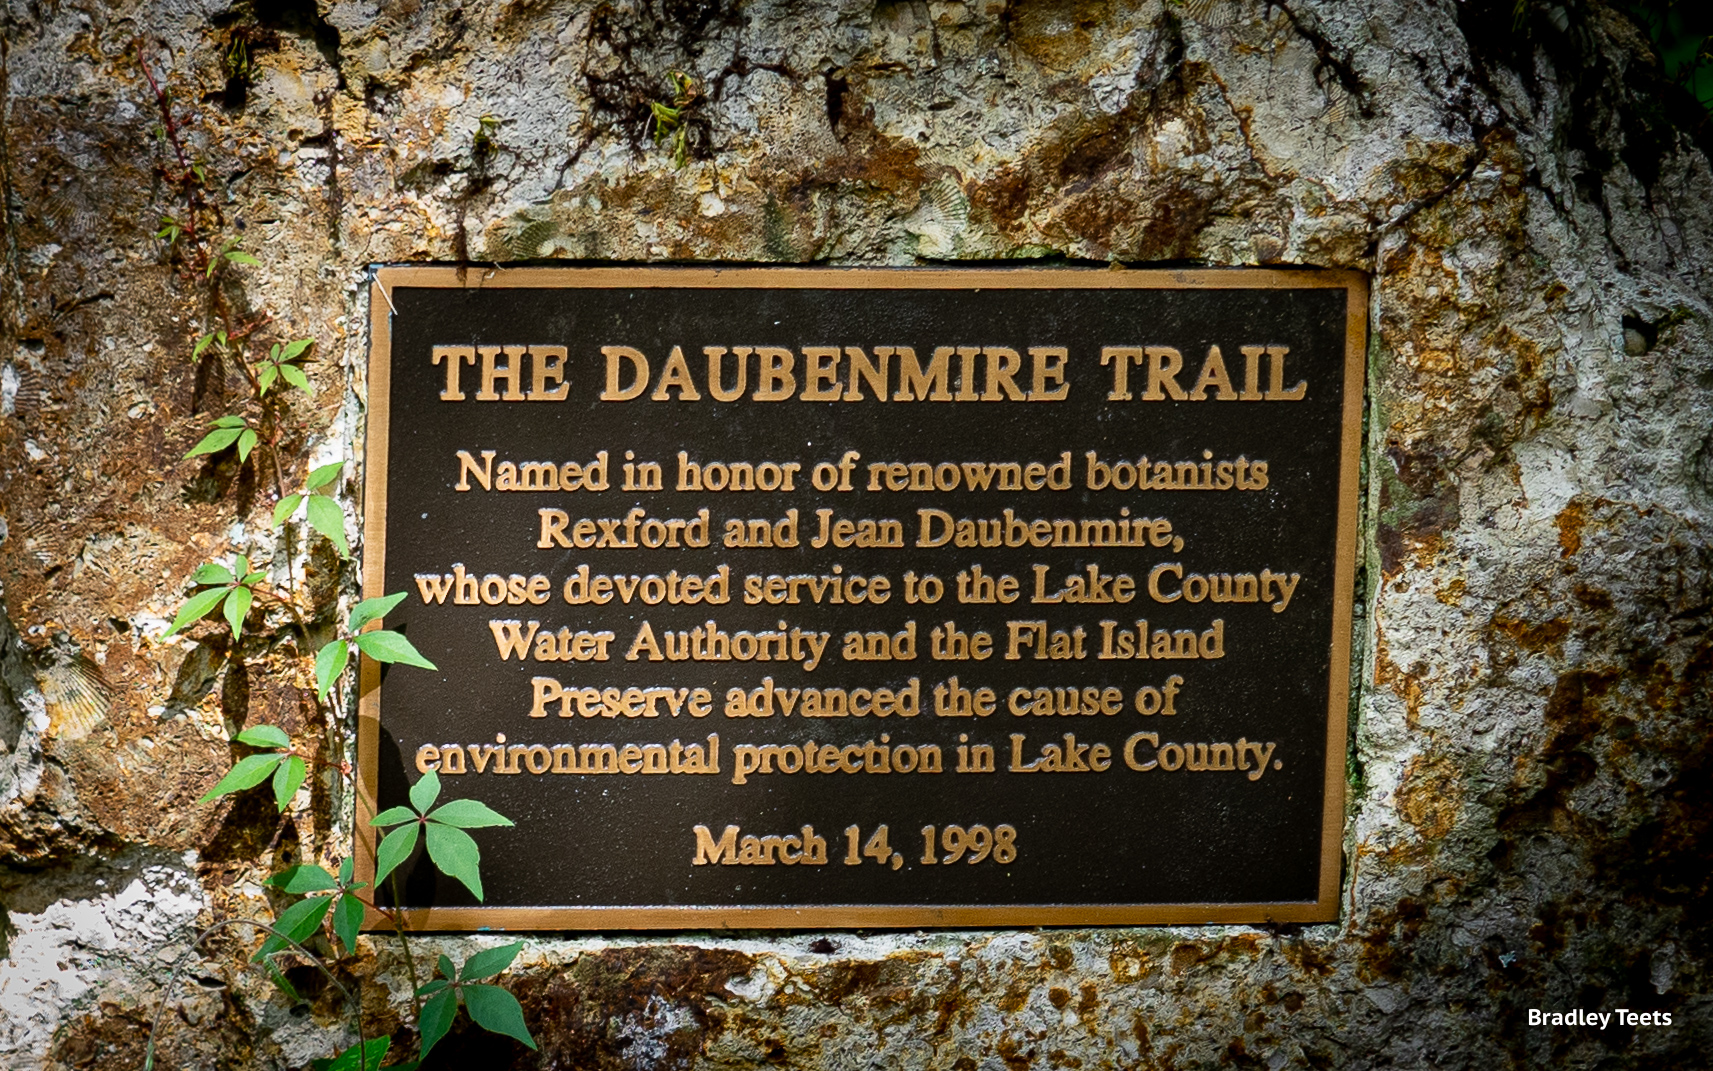 THE DAUBENMIRE TRAIL
Named in honor of renowned botanists
Rexford and Jean Daubenmire,
whose devoted service to the Lake County
Water Authority and the Flat Island
Preserve advanced the cause of
environmental protection in Lake County.
March 14, 1998
Bradley Teets